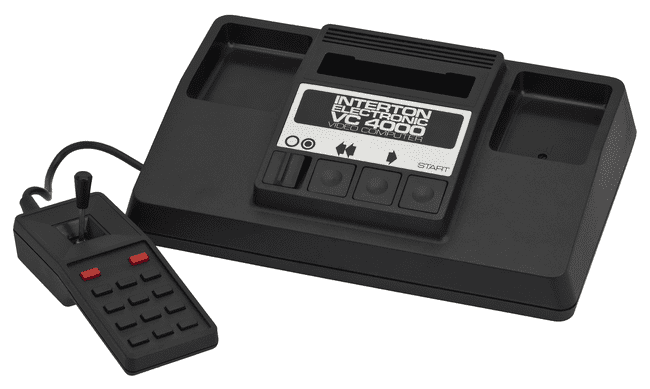 INTERTON
ELECTRONIC
VC 4000
VIDEO COMPUTER
START